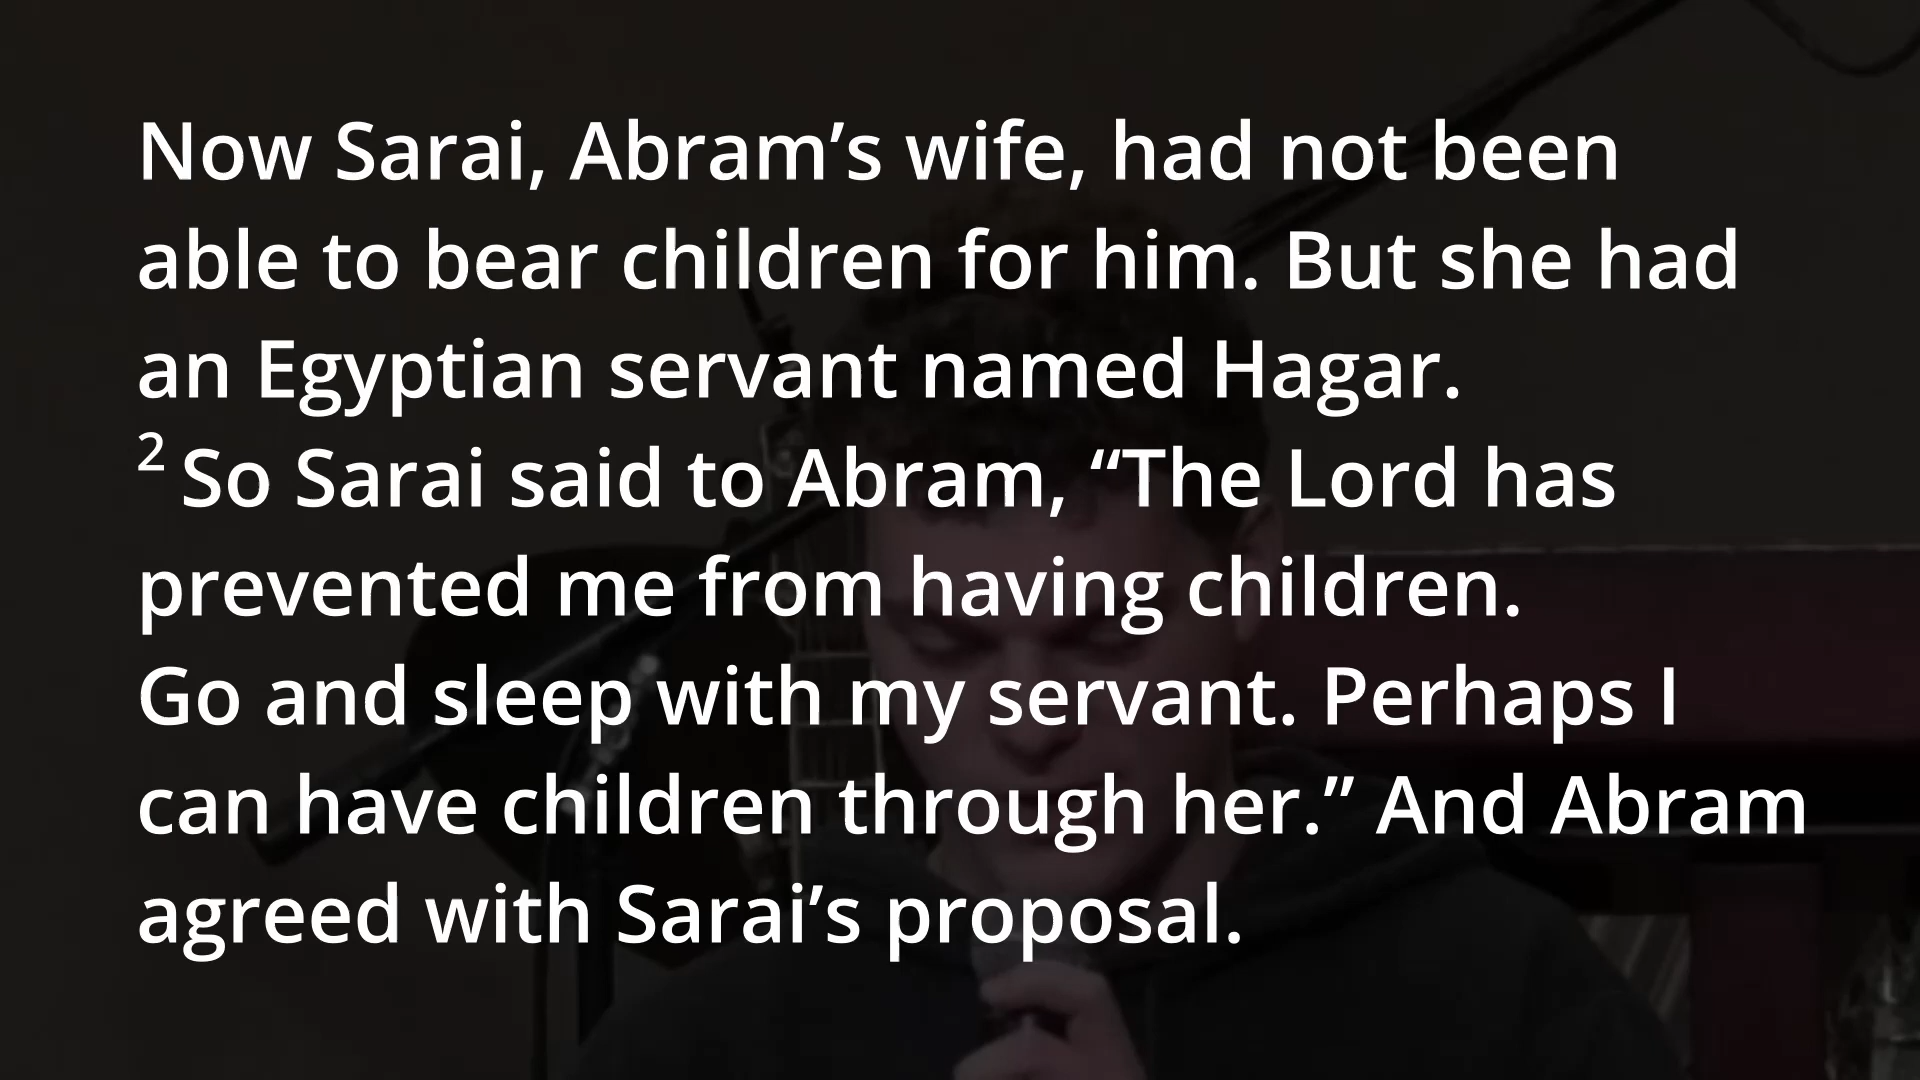 Now Sarai, Abram’s wife, had not been
able to bear children for him. But she had
an Egyptian servant named Hagar.
2 So Sarai said to Abram, “The Lord has
prevented me from having children.
Go and sleep with my servant. Perhaps I
can have children through her.” And Abram
agreed with Sarai’s proposal.